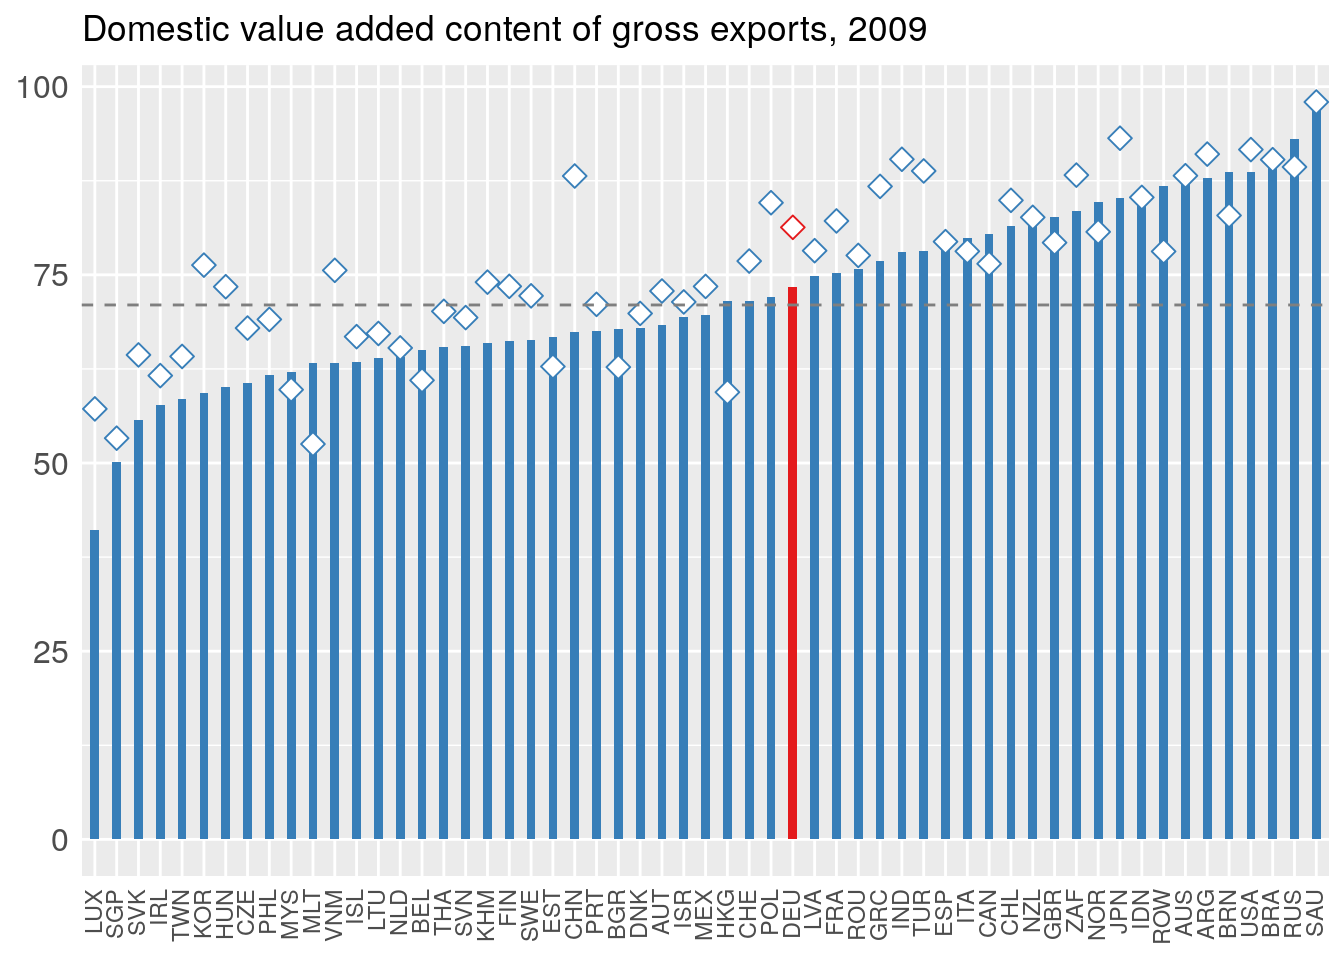 Domestic value added content of gross exports, 2009
100
75
50
25
0
LUX
SGP
SVK
IRL
TWN
KOR
HUN
CZE
PHL
MYS
MLT
VNM
ISL
LTU
NLD
BEL
THA
SVN
KHM
FIN
SWE
EST
CHN
PRT
BGR
DNK
AUT
ISR
MEX
HKG
CHE
POL
DEU
LVA
FRA
ROU
GRC
IND
TUR
ESP
ITA
CAN
CHL
NZL
GBR
ZAF
NOR
JPN
IDN
ROW
AUS
ARG
BRN
USA
BRA
RUS
SAU